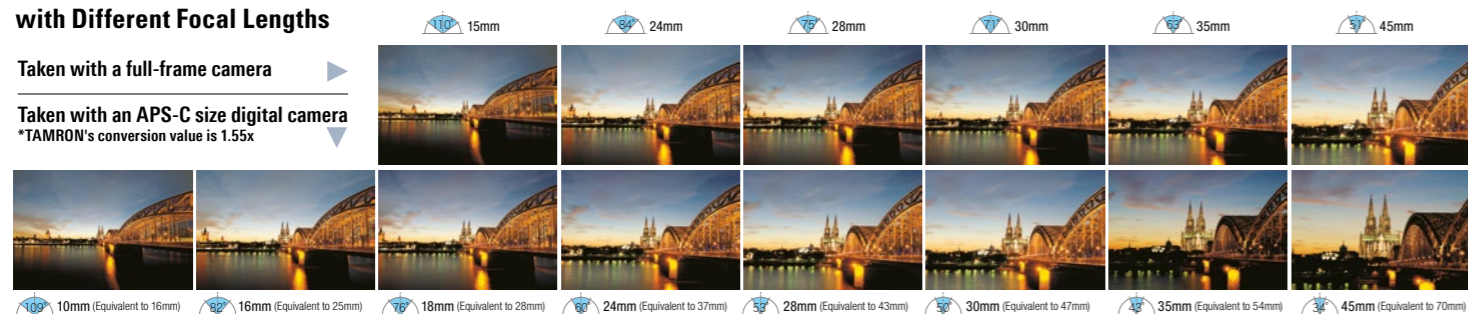 with Different Focal Lengths
110° 15mm 84° 24mm 75° 28mm 71° 30mm 63° 35mm 51° 45mm
Taken with a full-frame camera
Taken with an APS-C size digital camera
*TAMRON's conversion value is 1.55x
109° 10mm (Equivalent to 16mm) 82° 16mm (Equivalent to 25mm) 76° 18mm (Equivalent to 28mm) 60° 24mm (Equivalent to 37mm) 53° 28mm (Equivalent to 43mm) 50° 30mm (Equivalent to 47mm) 43° 35mm (Equivalent to 54mm) 34° 45mm (Equivalent to 70mm)